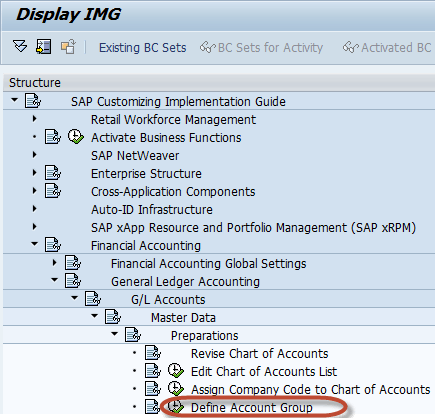 Display IMG
Existing BC Sets BC Sets for Activity Activated BC
Structure
SAP Customizing Implementation Guide
Retail Workforce Management
Activate Business Functions
SAP NetWeaver
Enterprise Structure
Cross-Application Components
Auto-ID Infrastructure
SAP xApp Resource and Portfolio Management (SAP xRPM)
Financial Accounting
Financial Accounting Global Settings
General Ledger Accounting
G/L Accounts
Master Data
Preparations
Revise Chart of Accounts
Edit Chart of Accounts List
Assign Company Code to Chart of Accounts
Define Account Group